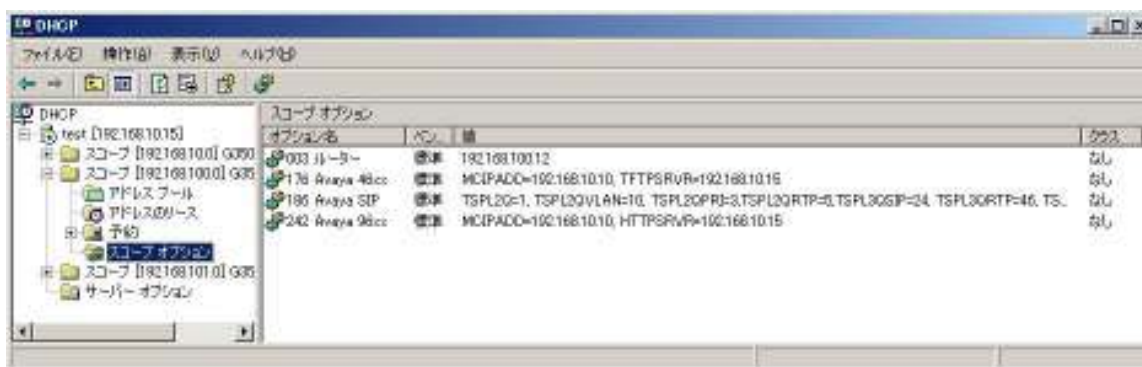 DHCP
ファイル(F) 操作(A) 表示(V) ヘルプ(H)
DHCP
test [192.168.10.15]
スコープ [192.168.10.0] G350
スコープ [192.168.100.0] G35
アドレス プール
アドレスのリース
予約
スコープ オプション
スコープ [192.168.101.0] G35
サーバー オプション
スコープ オプション
オプション名 ベン... 値 クラス
003 ルーター 標準 192.168.100.12 なし
176 Avaya 46xx 標準 MCIPADD=192.168.10.10, TFTPSRVR=192.168.10.15 なし
186 Avaya SIP 標準 TSPL2Q=1, TSPL2QVLAN=10, TSPL2QPRI=3,TSPL2QRTP=6,TSPL3QSIP=24, TSPL3QRTP=46, TS... なし
242 Avaya 96xx 標準 MCIPADD=192.168.10.10, HTTPSRVR=192.168.10.15 なし